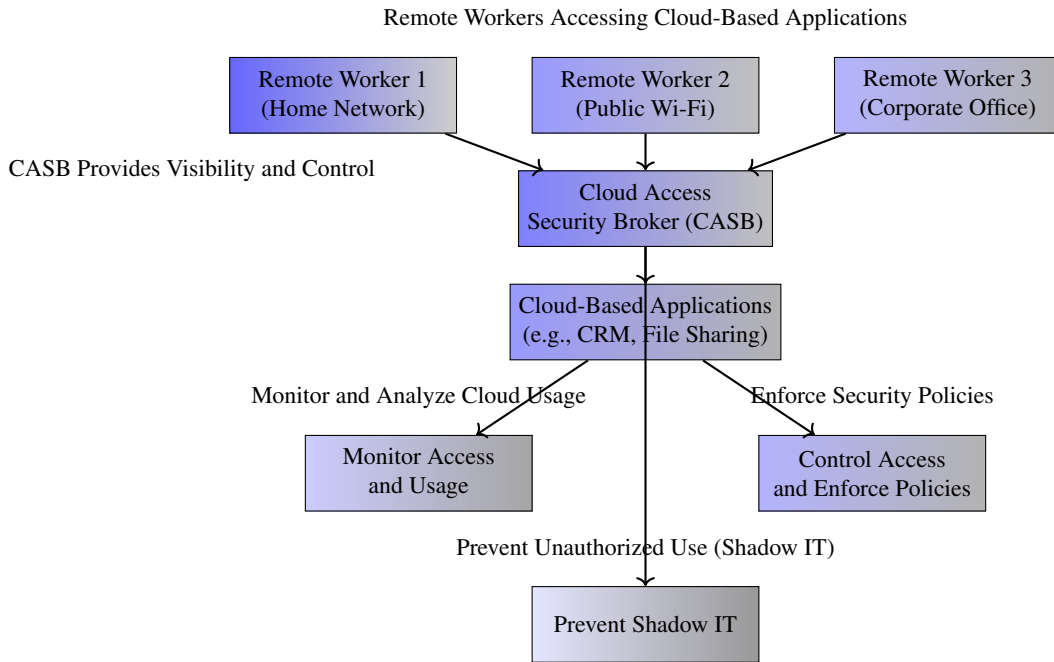 Remote Workers Accessing Cloud-Based Applications
Remote Worker 1
(Home Network)
Remote Worker 2
(Public Wi-Fi)
Remote Worker 3
(Corporate Office)
CASB Provides Visibility and Control
Cloud Access
Security Broker (CASB)
Cloud-Based Applications
(e.g., CRM, File Sharing)
Monitor and Analyze Cloud Usage
Enforce Security Policies
Monitor Access
and Usage
Control Access
and Enforce Policies
Prevent Unauthorized Use (Shadow IT)
Prevent Shadow IT